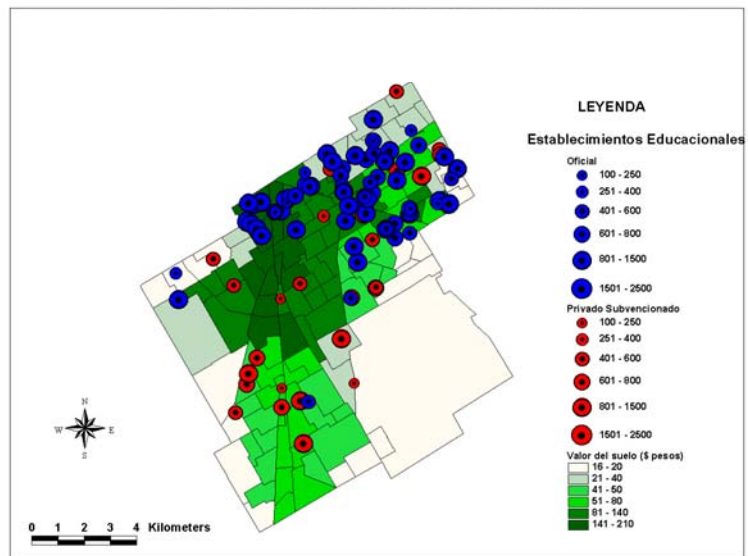 LEYENDA
Establecimientos Educacionales
Oficial
100 - 250
251 - 400
401 - 600
601 - 800
801 - 1500
1501 - 2500
Privado Subvencionado
100 - 250
251 - 400
401 - 600
601 - 800
801 - 1500
1501 - 2500
Valor del suelo ($ pesos)
16 - 20
21 - 40
41 - 50
51 - 80
81 - 140
141 - 210
N
W E
S
0 1 2 3 4 Kilometers